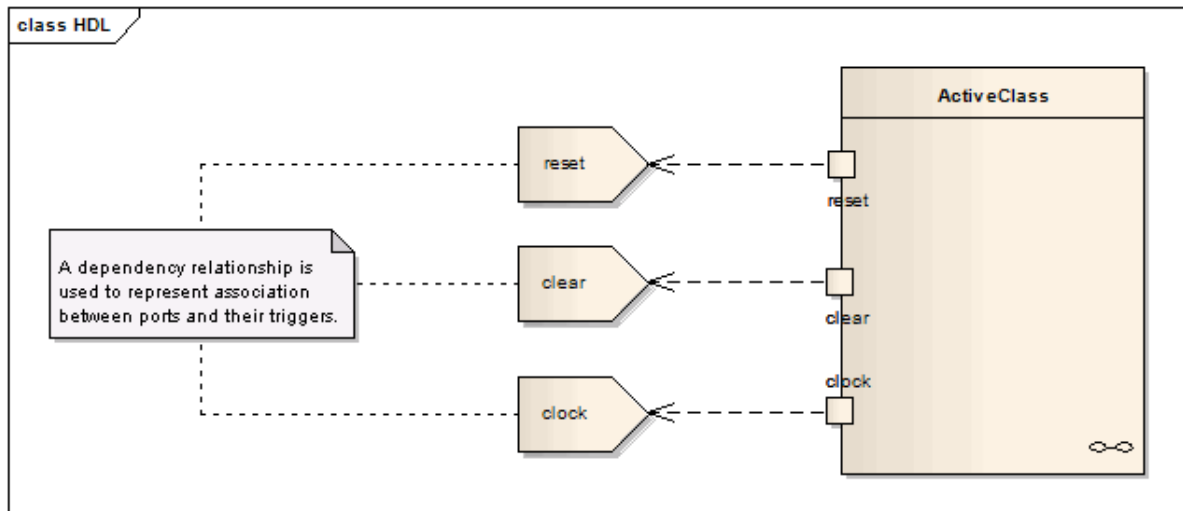 class HDL
ActiveClass
reset
reset
A dependency relationship is
used to represent association
between ports and their triggers.
clear
clear
clock
clock